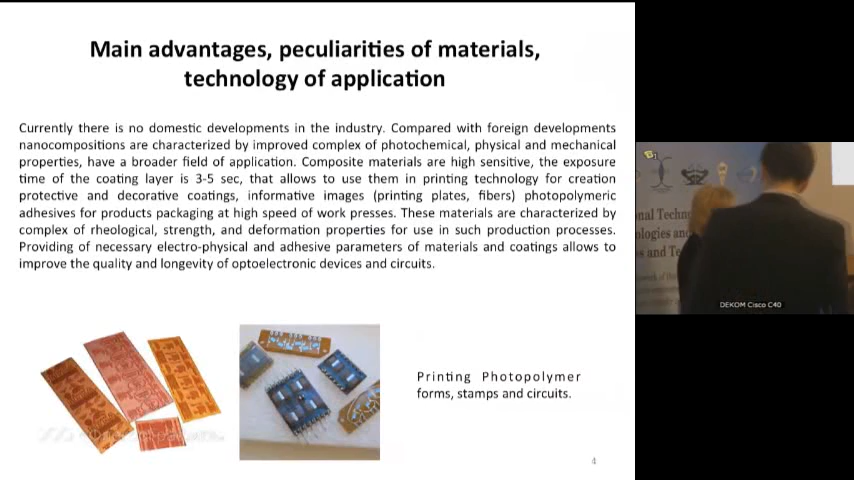 Main advantages, peculiarities of materials,
technology of application
Currently there is no domestic developments in the industry. Compared with foreign developments
nanocompositions are characterized by improved complex of photochemical, physical and mechanical
properties, have a broader field of application. Composite materials are high sensitive, the exposure
time of the coating layer is 3-5 sec, that allows to use them in printing technology for creation
protective and decorative coatings, informative images (printing plates, fibers) photopolymeric
adhesives for products packaging at high speed of work presses. These materials are characterized by
complex of rheological, strength, and deformation properties for use in such production processes.
Providing of necessary electro-physical and adhesive parameters of materials and coatings allows to
improve the quality and longevity of optoelectronic devices and circuits.
Printing Photopolymer
forms, stamps and circuits.
4
onal Techno
ologies and
s and Te
DEKOM Cisco C40